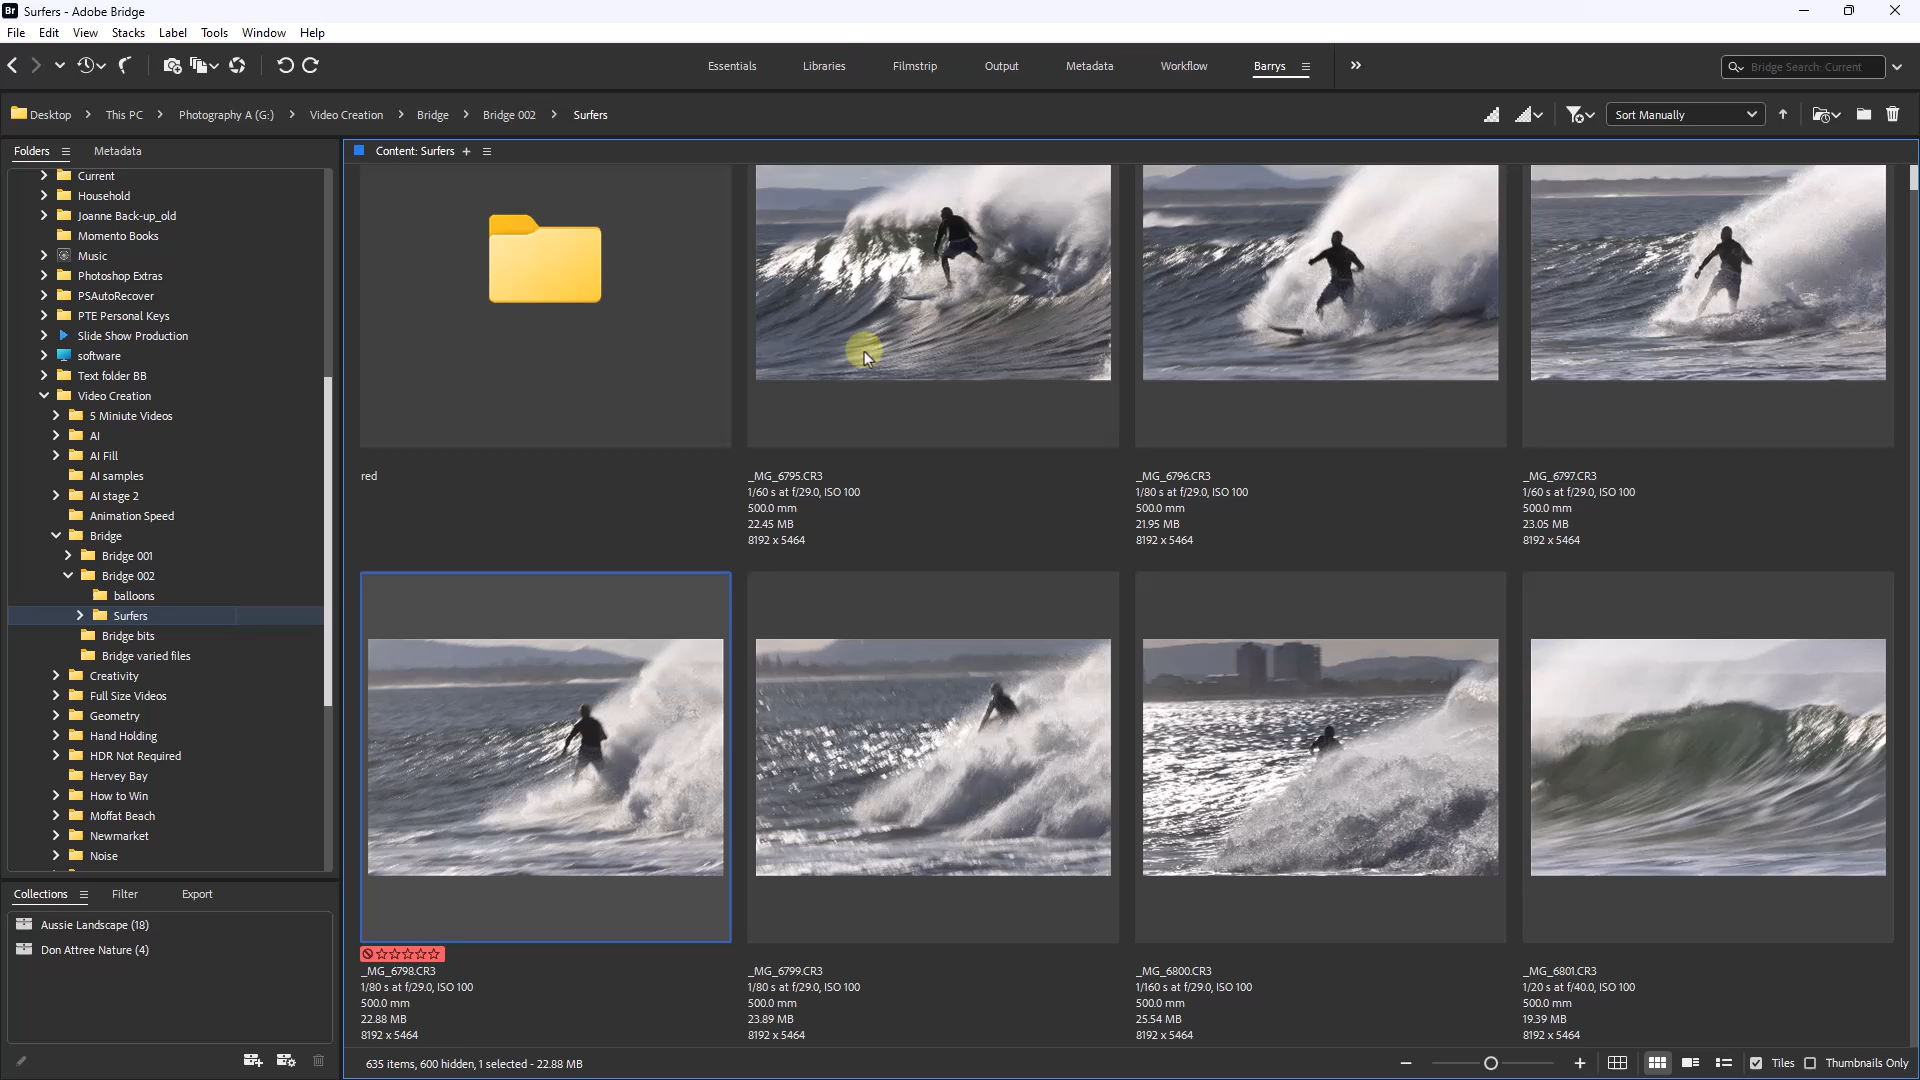 Br Surfers - Adobe Bridge
File Edit View Stacks Label Tools Window Help
Essentials Libraries Filmstrip Output Metadata Workflow Barrys Bridge Search: Current
Desktop This PC Photography A (G:) Video Creation Bridge Bridge 002 Surfers Sort Manually
Folders Metadata
Content: Surfers
Current
Household
Joanne Back-up_old
Momento Books
Music
Photoshop Extras
PSAutoRecover
PTE Personal Keys
Slide Show Production
software
Text folder BB
Video Creation
5 Miniute Videos
AI
AI Fill
AI samples
AI stage 2
Animation Speed
Bridge
Bridge 001
Bridge 002
balloons
Surfers
Bridge bits
Bridge varied files
Creativity
Full Size Videos
Geometry
Hand Holding
HDR Not Required
Hervey Bay
How to Win
Moffat Beach
Newmarket
Noise
Collections Filter Export
Aussie Landscape (18)
Don Attree Nature (4)
red
_MG_6795.CR3
1/60 s at f/29.0, ISO 100
500.0 mm
22.45 MB
8192 x 5464
_MG_6796.CR3
1/80 s at f/29.0, ISO 100
500.0 mm
21.95 MB
8192 x 5464
_MG_6797.CR3
1/60 s at f/29.0, ISO 100
500.0 mm
23.05 MB
8192 x 5464
_MG_6798.CR3
1/80 s at f/29.0, ISO 100
500.0 mm
22.88 MB
8192 x 5464
_MG_6799.CR3
1/80 s at f/29.0, ISO 100
500.0 mm
23.89 MB
8192 x 5464
_MG_6800.CR3
1/160 s at f/29.0, ISO 100
500.0 mm
25.54 MB
8192 x 5464
_MG_6801.CR3
1/20 s at f/40.0, ISO 100
500.0 mm
19.39 MB
8192 x 5464
635 items, 600 hidden, 1 selected - 22.88 MB
Tiles Thumbnails Only